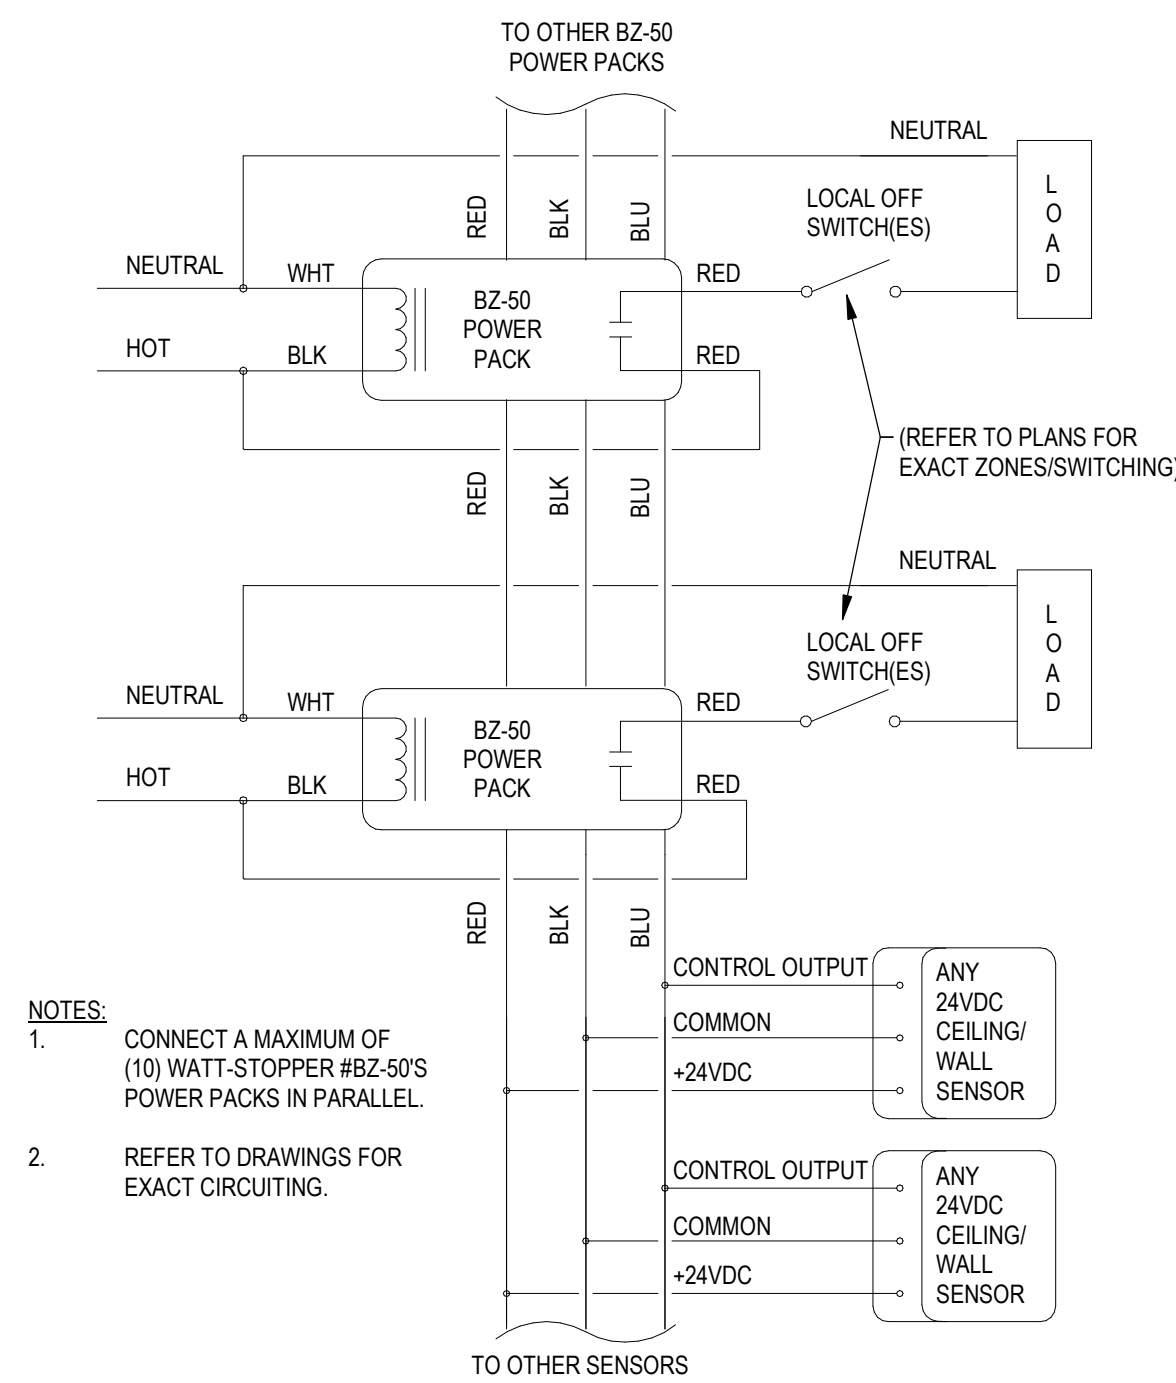 TO OTHER BZ-50
POWER PACKS
NEUTRAL
LOAD
LOCAL OFF
SWITCH(ES)
RED
BLK
BLU
NEUTRAL
WHT
RED
BZ-50
POWER
PACK
HOT
BLK
RED
(REFER TO PLANS FOR
EXACT ZONES/SWITCHING)
RED
BLK
BLU
NEUTRAL
LOAD
LOCAL OFF
SWITCH(ES)
NEUTRAL
WHT
RED
BZ-50
POWER
PACK
HOT
BLK
RED
RED
BLK
BLU
CONTROL OUTPUT
COMMON
+24VDC
ANY
24VDC
CEILING/
WALL
SENSOR
NOTES:
1. CONNECT A MAXIMUM OF
(10) WATT-STOPPER #BZ-50'S
POWER PACKS IN PARALLEL.
2. REFER TO DRAWINGS FOR
EXACT CIRCUITING.
CONTROL OUTPUT
COMMON
+24VDC
ANY
24VDC
CEILING/
WALL
SENSOR
TO OTHER SENSORS